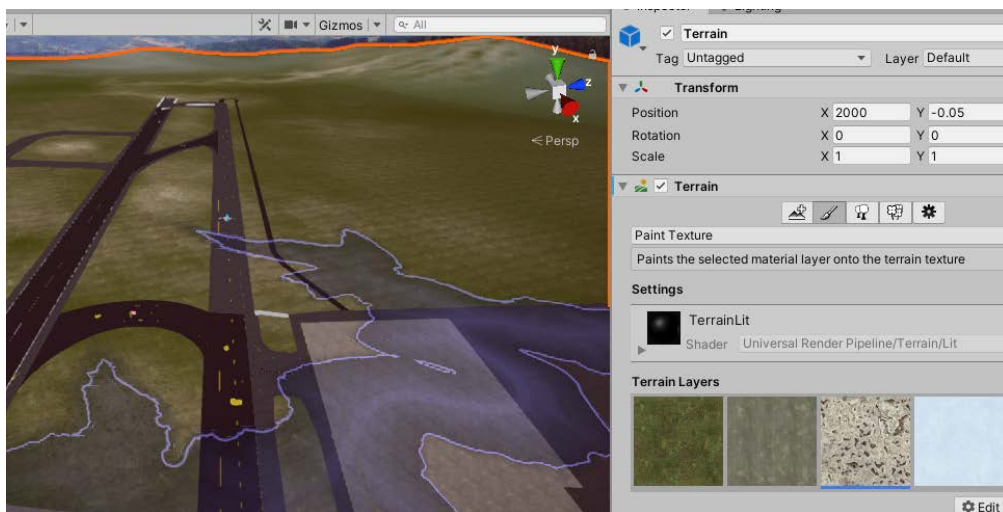 Gizmos
All
y
z
x
Persp
Inspector
Lighting
Terrain
Tag Untagged Layer Default
Transform
Position X 2000 Y -0.05
Rotation X 0 Y 0
Scale X 1 Y 1
Terrain
Paint Texture
Paints the selected material layer onto the terrain texture
Settings
TerrainLit
Shader Universal Render Pipeline/Terrain/Lit
Terrain Layers
Edit